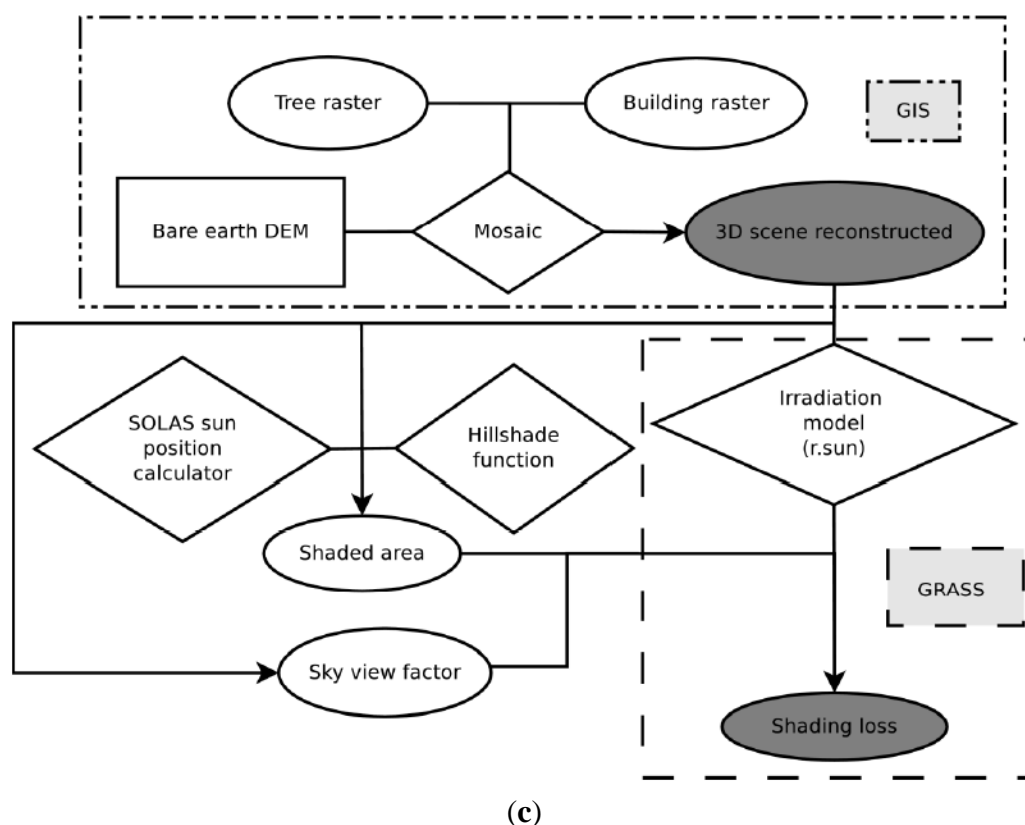 Tree raster
Building raster
GIS
Bare earth DEM
Mosaic
3D scene reconstructed
SOLAS sun
position
calculator
Hillshade
function
Irradiation
model
(r.sun)
Shaded area
GRASS
Sky view factor
Shading loss
(c)